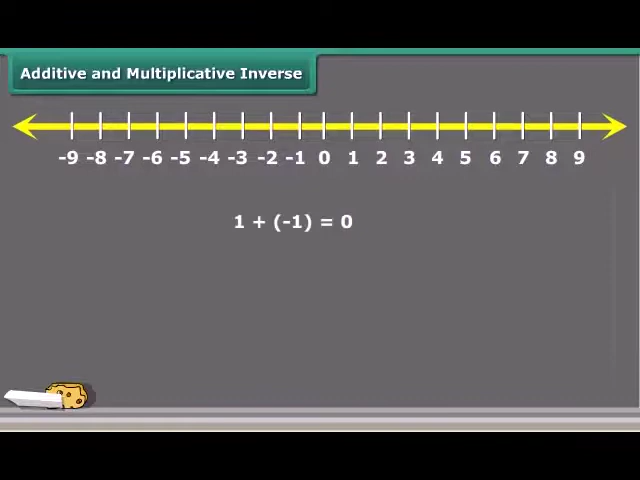 Additive and Multiplicative Inverse
-9 -8 -7 -6 -5 -4 -3 -2 -1 0 1 2 3 4 5 6 7 8 9
1 + (-1) = 0